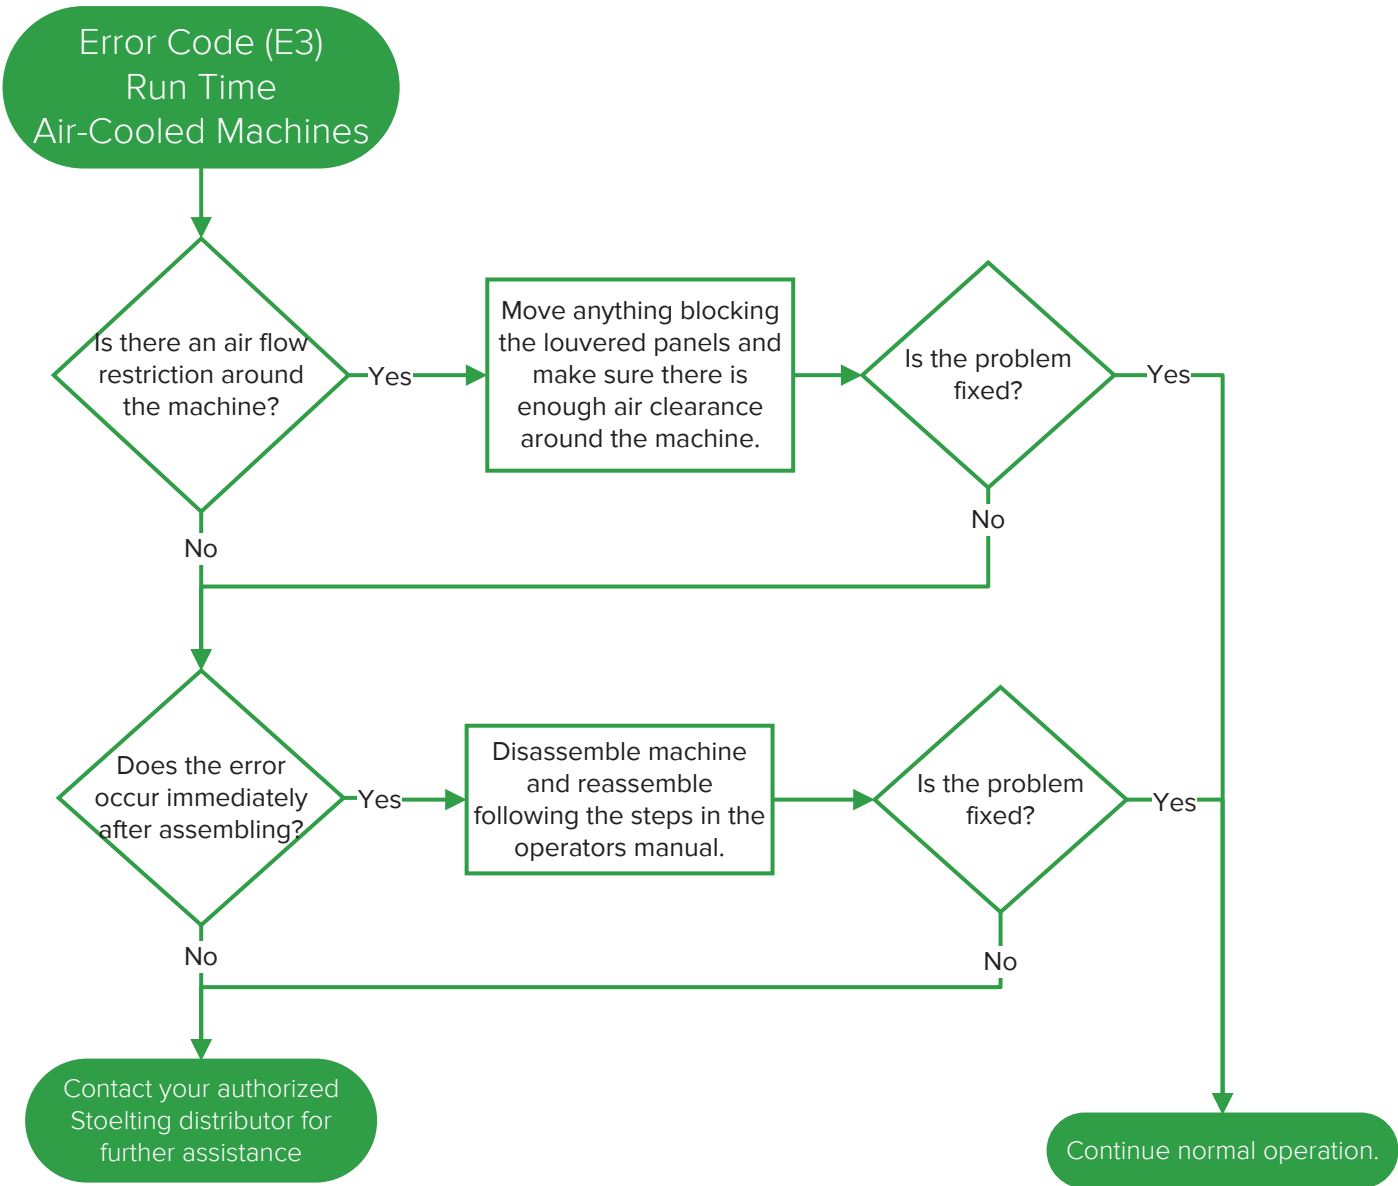 Error Code (E3)
Run Time
Air-Cooled Machines
Is there an air flow
restriction around
the machine?
Yes
Move anything blocking
the louvered panels and
make sure there is
enough air clearance
around the machine.
Is the problem
fixed?
Yes
No
No
Does the error
occur immediately
after assembling?
Yes
Disassemble machine
and reassemble
following the steps in the
operators manual.
Is the problem
fixed?
Yes
No
No
Contact your authorized
Stoelting distributor for
further assistance
Continue normal operation.